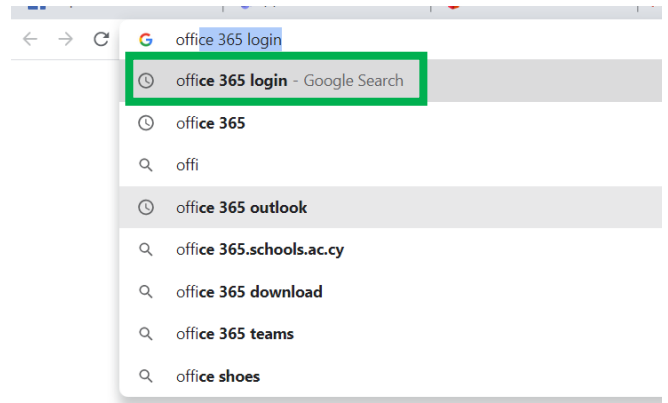 office 365 login
office 365 login - Google Search
office 365
offi
office 365 outlook
office 365.schools.ac.cy
office 365 download
office 365 teams
office shoes